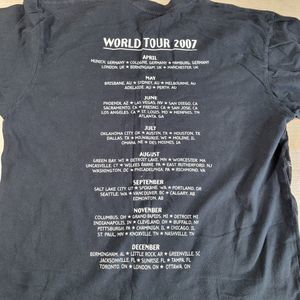 WORLD TOUR 2007
APRIL
MUNICH, GERMANY ★ COLOGNE, GERMANY ★ HAMBURG, GERMANY
LONDON, UK ★ BIRMINGHAM, UK ★ MANCHESTER, UK
MAY
BRISBANE, AU ★ SYDNEY, AU ★ MELBOURNE, AU
ADELAIDE, AU ★ PERTH, AU
JUNE
PHOENIX, AZ ★ LAS VEGAS, NV ★ SAN DIEGO, CA
SACRAMENTO, CA ★ FRESNO, CA ★ SAN JOSE, CA
LOS ANGELES, CA ★ ST. LOUIS, MO ★ MEMPHIS, TN
ATLANTA, GA
JULY
OKLAHOMA CITY, OK ★ AUSTIN, TX ★ HOUSTON, TX
DALLAS, TX ★ MILWAUKEE, WI ★ MOLINE, IL
OMAHA, NE ★ DES MOINES, IA
AUGUST
GREEN BAY, WI ★ DETROIT LAKES, MN ★ WORCESTER, MA
UNCASVILLE, CT ★ WILKES BARRE, PA ★ EAST RUTHERFORD, NJ
WASHINGTON, DC ★ PHILADELPHIA, PA ★ RICHMOND, VA
SEPTEMBER
SALT LAKE CITY, UT ★ SPOKANE, WA ★ PORTLAND, OR
SEATTLE, WA ★ VANCOUVER, BC ★ CALGARY, AB
EDMONTON, AB
NOVEMBER
COLUMBUS, OH ★ GRAND RAPIDS, MI ★ DETROIT, MI
INDIANAPOLIS, IN ★ CLEVELAND, OH ★ BUFFALO, NY
PITTSBURGH, PA ★ CHAMPAIGN, IL ★ CHICAGO, IL
ST. PAUL, MN ★ KNOXVILLE, TN ★ NASHVILLE, TN
DECEMBER
BIRMINGHAM, AL ★ LITTLE ROCK, AR ★ GREENVILLE, SC
JACKSONVILLE, FL ★ SUNRISE, FL ★ TAMPA, FL
TORONTO, ON ★ LONDON, ON ★ OTTAWA, ON